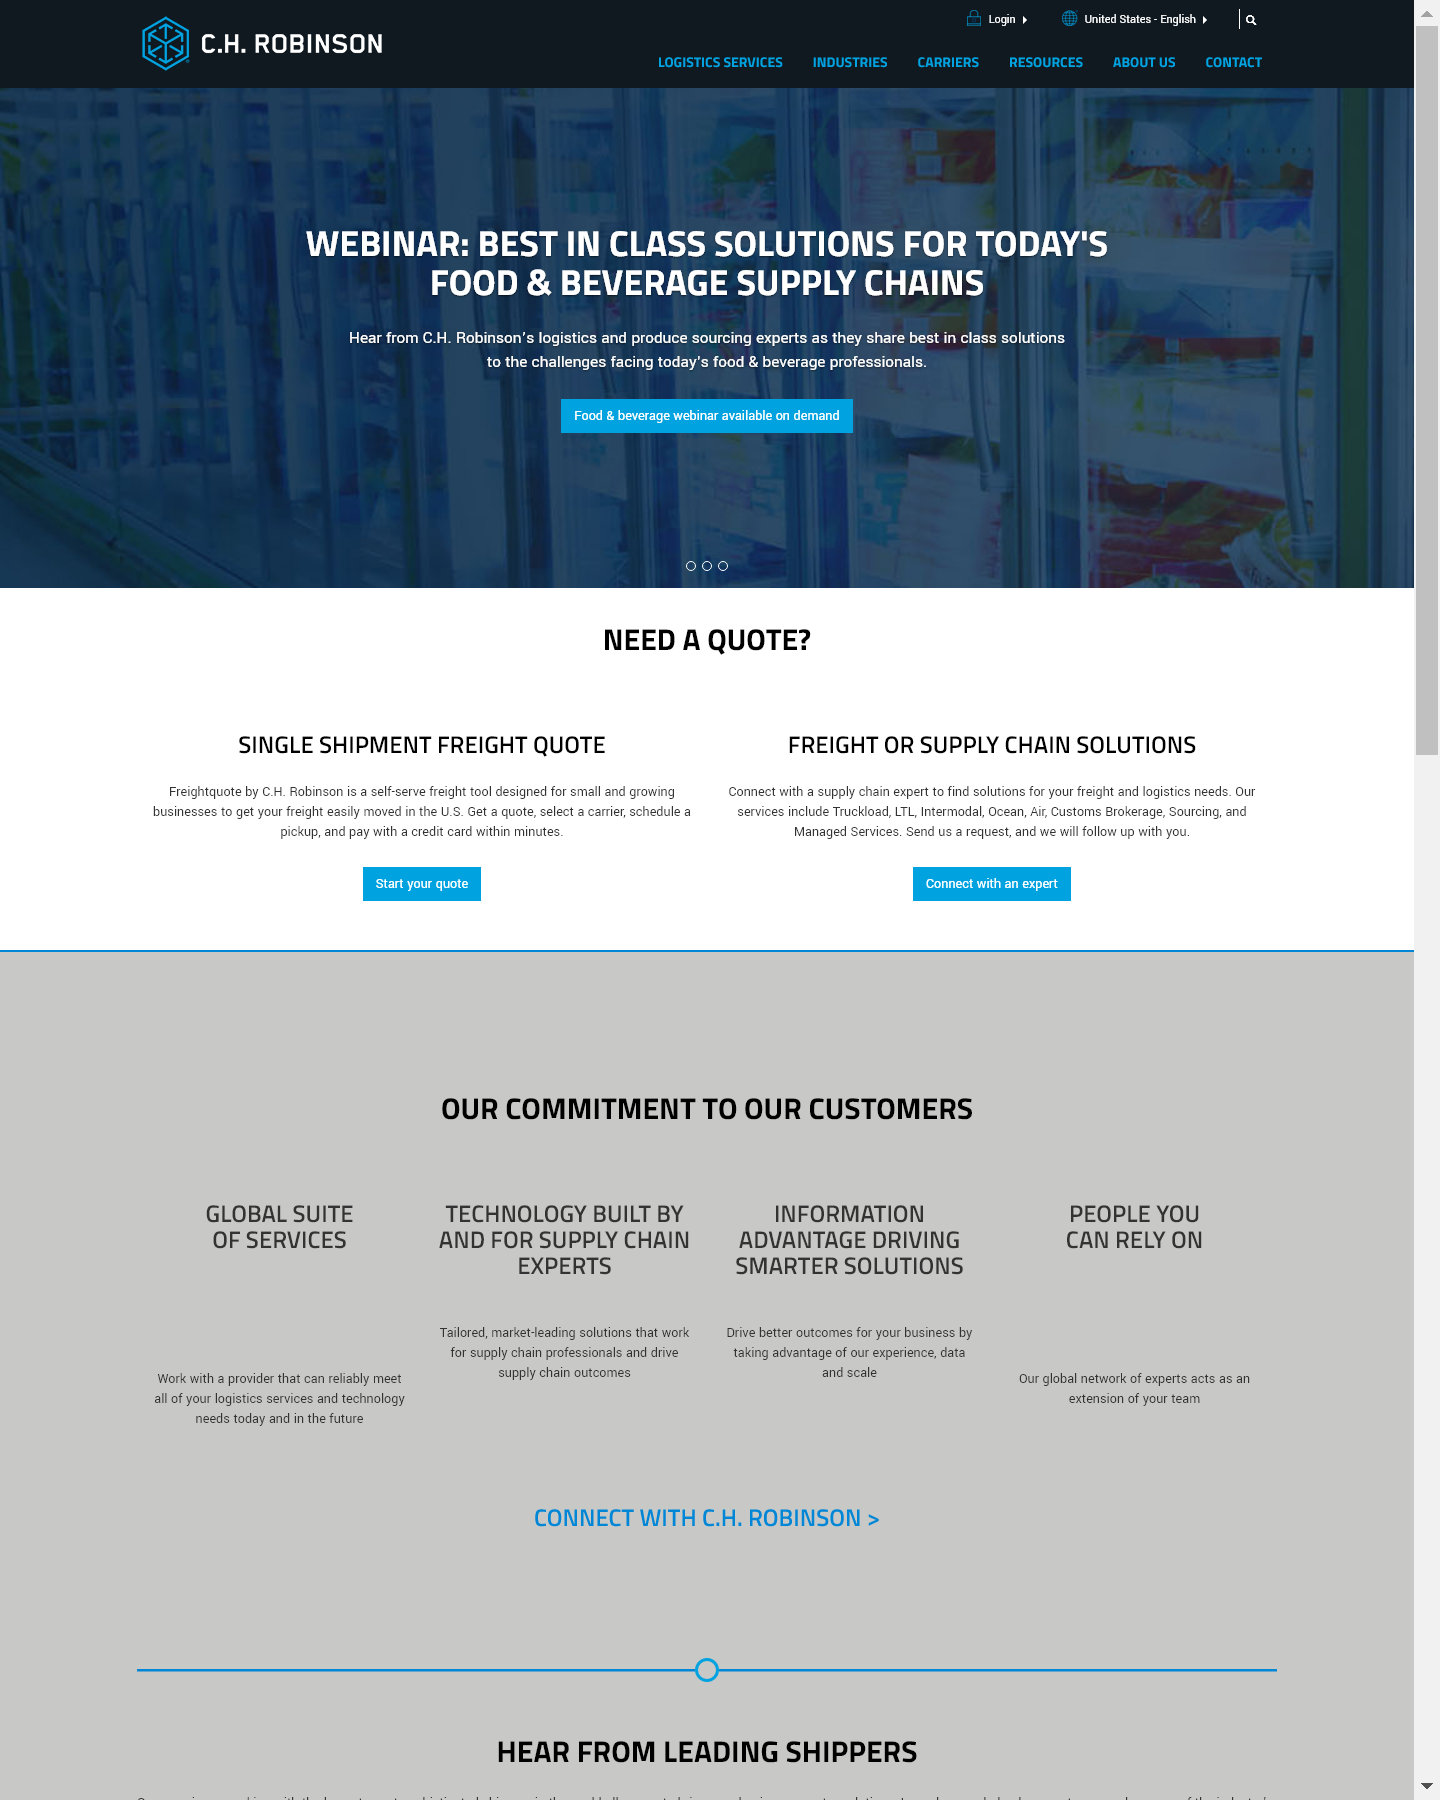 C.H. ROBINSON
Login
United States - English
LOGISTICS SERVICES
INDUSTRIES
CARRIERS
RESOURCES
ABOUT US
CONTACT
WEBINAR: BEST IN CLASS SOLUTIONS FOR TODAY'S
FOOD & BEVERAGE SUPPLY CHAINS
Hear from C.H. Robinson's logistics and produce sourcing experts as they share best in class solutions
to the challenges facing today's food & beverage professionals.
Food & beverage webinar available on demand
NEED A QUOTE?
SINGLE SHIPMENT FREIGHT QUOTE
Freightquote by C.H. Robinson is a self-serve freight tool designed for small and growing
businesses to get your freight easily moved in the U.S. Get a quote, select a carrier, schedule a
pickup, and pay with a credit card within minutes.
Start your quote
FREIGHT OR SUPPLY CHAIN SOLUTIONS
Connect with a supply chain expert to find solutions for your freight and logistics needs. Our
services include Truckload, LTL, Intermodal, Ocean, Air, Customs Brokerage, Sourcing, and
Managed Services. Send us a request, and we will follow up with you.
Connect with an expert
OUR COMMITMENT TO OUR CUSTOMERS
GLOBAL SUITE
OF SERVICES
Work with a provider that can reliably meet
all of your logistics services and technology
needs today and in the future
TECHNOLOGY BUILT BY
AND FOR SUPPLY CHAIN
EXPERTS
Tailored, market-leading solutions that work
for supply chain professionals and drive
supply chain outcomes
INFORMATION
ADVANTAGE DRIVING
SMARTER SOLUTIONS
Drive better outcomes for your business by
taking advantage of our experience, data
and scale
PEOPLE YOU
CAN RELY ON
Our global network of experts acts as an
extension of your team
CONNECT WITH C.H. ROBINSON >
HEAR FROM LEADING SHIPPERS